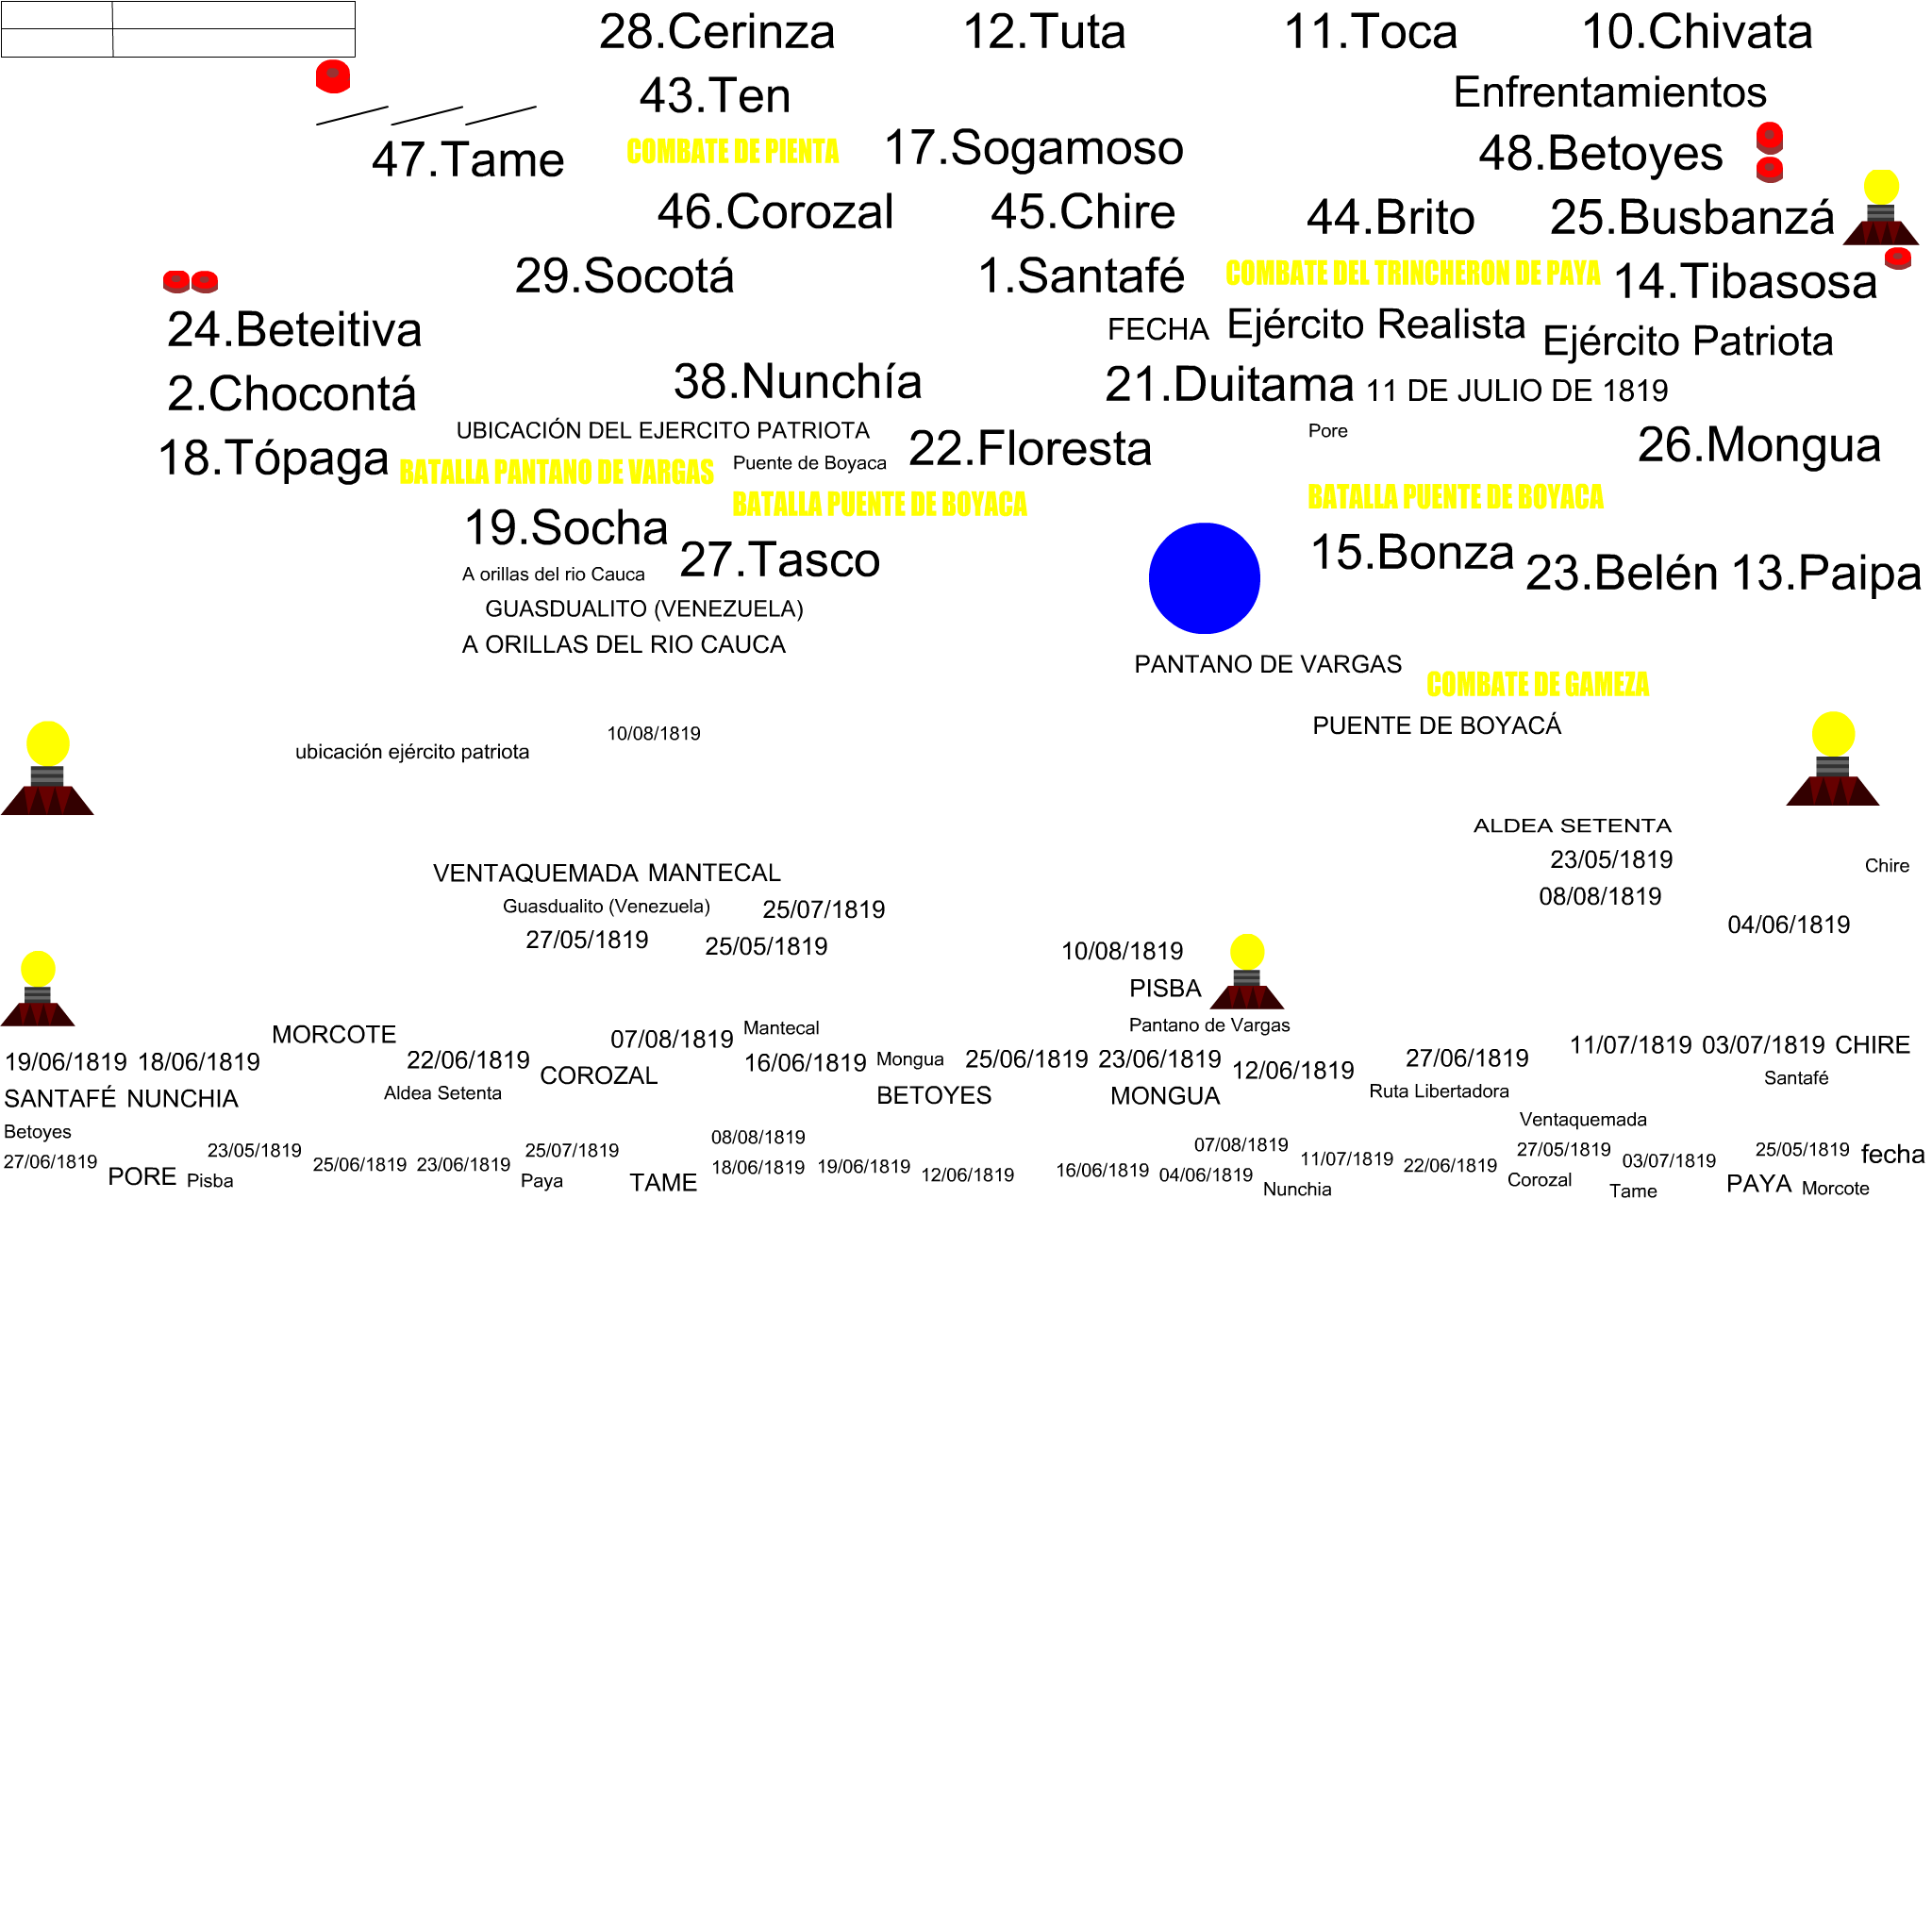 28.Cerinza
12.Tuta
11.Toca
10.Chivata
43.Ten
Enfrentamientos
47.Tame
COMBATE DE PIENTA
17.Sogamoso
48.Betoyes
46.Corozal
45.Chire
44.Brito
25.Busbanzá
29.Socotá
1.Santafé
COMBATE DEL TRINCHERON DE PAYA
14.Tibasosa
24.Beteitiva
FECHA
Ejército Realista
Ejército Patriota
2.Chocontá
38.Nunchía
21.Duitama
11 DE JULIO DE 1819
UBICACIÓN DEL EJERCITO PATRIOTA
Pore
18.Tópaga
BATALLA PANTANO DE VARGAS
Puente de Boyaca
22.Floresta
26.Mongua
BATALLA PUENTE DE BOYACA
BATALLA PUENTE DE BOYACA
19.Socha
27.Tasco
15.Bonza
23.Belén
13.Paipa
A orillas del rio Cauca
GUASDUALITO (VENEZUELA)
A ORILLAS DEL RIO CAUCA
PANTANO DE VARGAS
COMBATE DE GAMEZA
PUENTE DE BOYACÁ
10/08/1819
ubicación ejército patriota
ALDEA SETENTA
23/05/1819
Chire
VENTAQUEMADA
MANTECAL
08/08/1819
Guasdualito (Venezuela)
25/07/1819
04/06/1819
27/05/1819
25/05/1819
10/08/1819
PISBA
Pantano de Vargas
MORCOTE
07/08/1819
Mantecal
19/06/1819
18/06/1819
22/06/1819
COROZAL
16/06/1819
Mongua
25/06/1819
23/06/1819
12/06/1819
27/06/1819
11/07/1819
03/07/1819
CHIRE
SANTAFÉ
NUNCHIA
Aldea Setenta
BETOYES
MONGUA
Ruta Libertadora
Santafé
Betoyes
Ventaquemada
27/06/1819
PORE
Pisba
23/05/1819
25/06/1819
23/06/1819
25/07/1819
Paya
TAME
08/08/1819
18/06/1819
19/06/1819
12/06/1819
16/06/1819
04/06/1819
07/08/1819
Nunchia
11/07/1819
22/06/1819
27/05/1819
Corozal
03/07/1819
Tame
25/05/1819
fecha
PAYA
Morcote